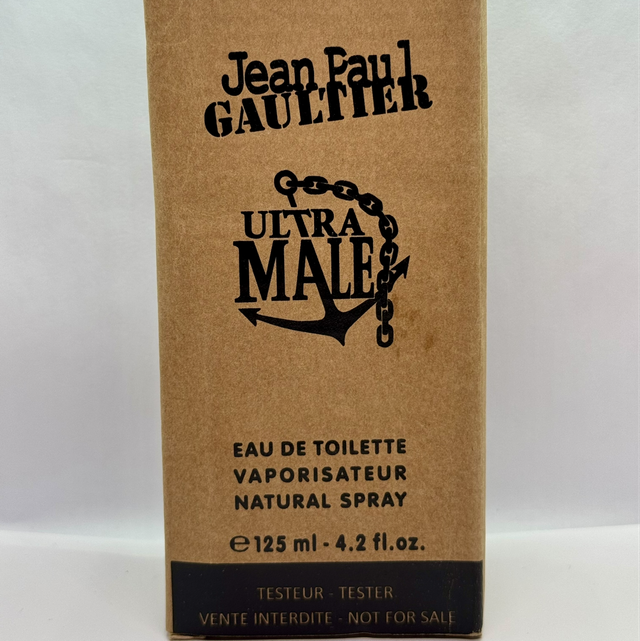 Jean Paul
GAULTIER
ULTRA
MALE
EAU DE TOILETTE
VAPORISATEUR
NATURAL SPRAY
℮ 125 ml - 4.2 fl.oz.
TESTEUR - TESTER
VENTE INTERDITE - NOT FOR SALE